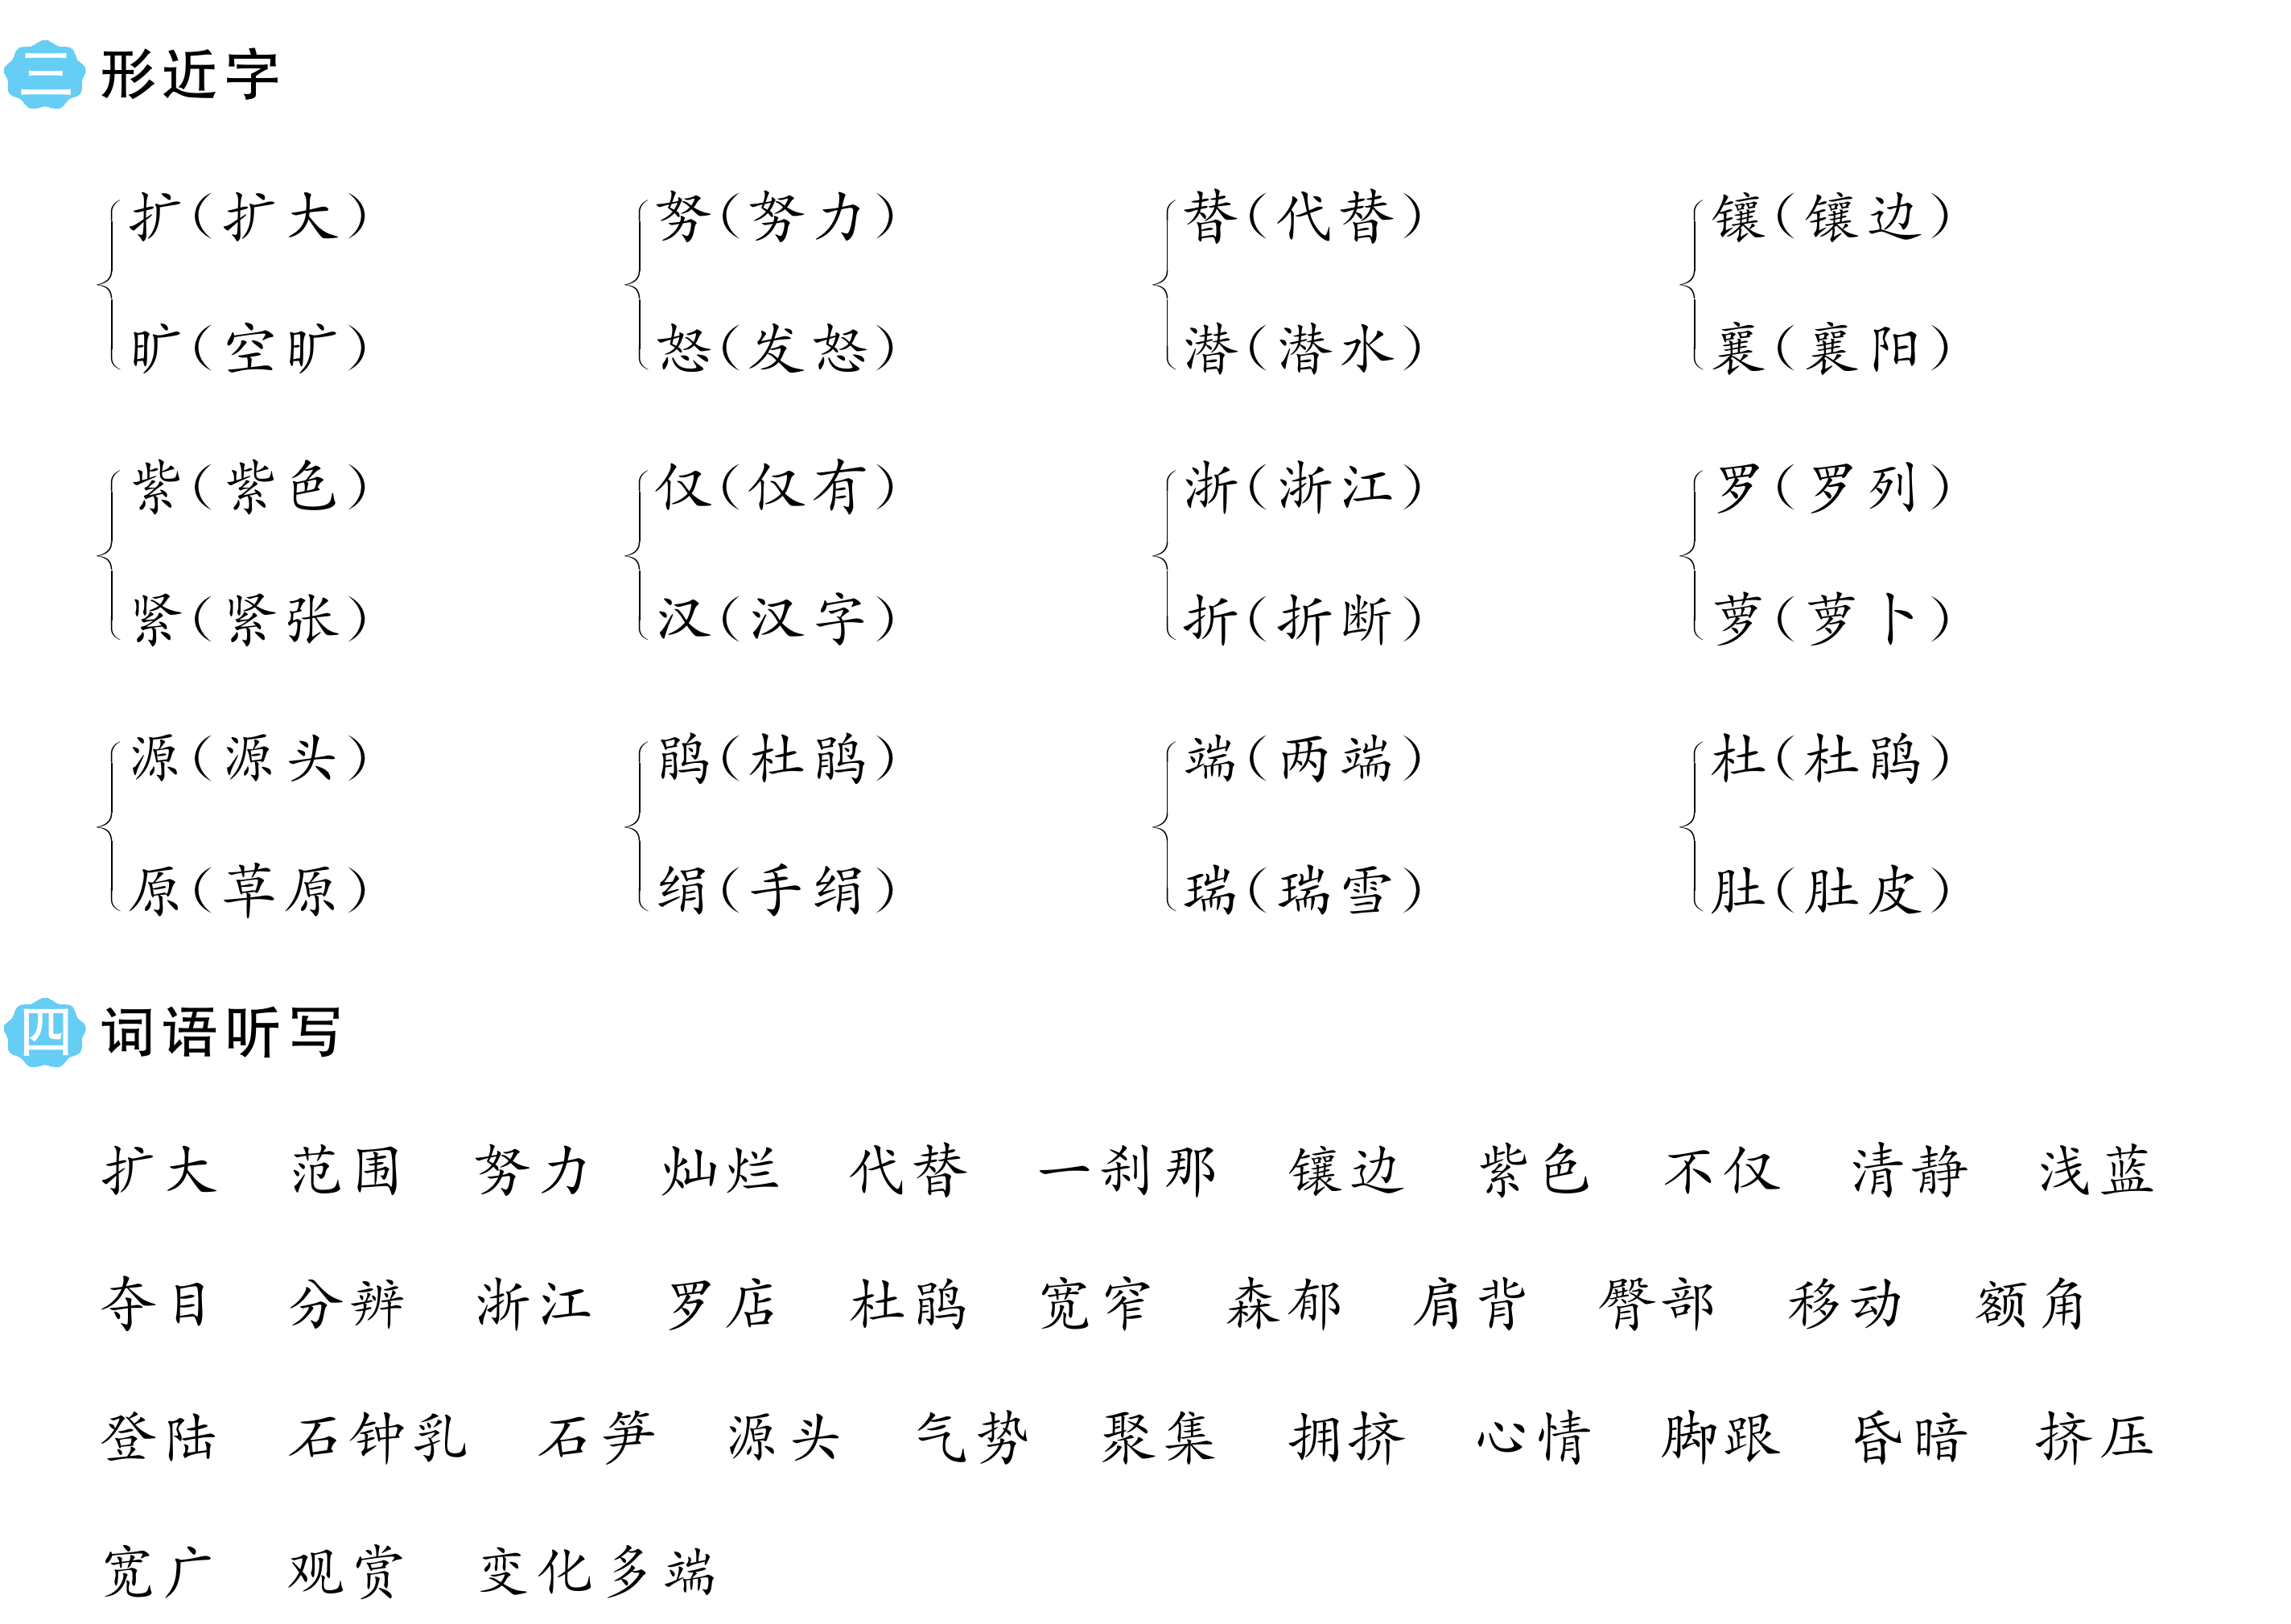 三 形近字
扩(扩大) 努(努力) 替(代替) 镶(镶边)
旷(空旷) 怒(发怒) 潜(潜水) 襄(襄阳)
紫(紫色) 仅(仅有) 浙(浙江) 罗(罗列)
紧(紧张) 汉(汉字) 折(折断) 萝(萝卜)
源(源头) 鹃(杜鹃) 端(两端) 杜(杜鹃)
原(草原) 绢(手绢) 瑞(瑞雪) 肚(肚皮)
四 词语听写
扩大 范围 努力 灿烂 代替 一刹那 镶边 紫色 不仅 清静 浅蓝
夺目 分辨 浙江 罗店 杜鹃 宽窄 森郁 肩背 臀部 移动 额角
登陆 石钟乳 石笋 源头 气势 聚集 拥挤 心情 脚跟 昏暗 挤压
宽广 观赏 变化多端